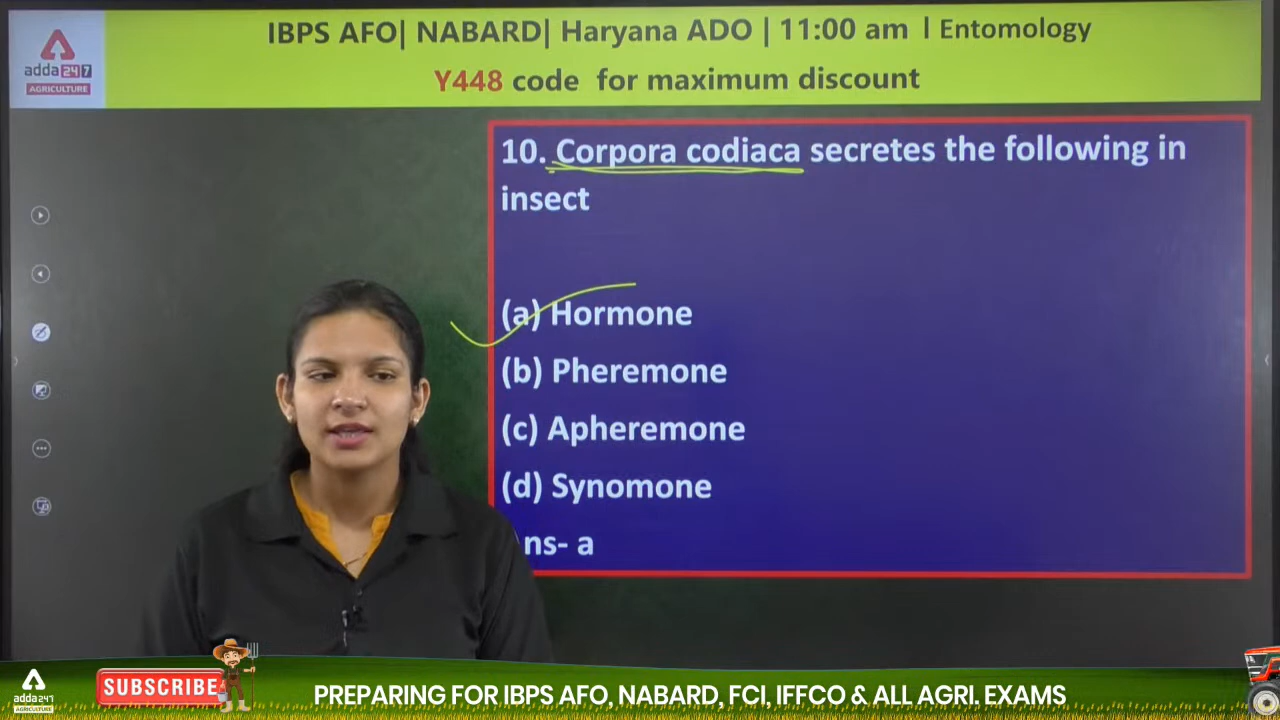 IBPS AFO| NABARD| Haryana ADO | 11:00 am l Entomology
adda 247
AGRICULTURE
Y448 code for maximum discount
10. Corpora codiaca secretes the following in
insect
(a) Hormone
(b) Pheremone
(c) Apheremone
(d) Synomone
ns- a
adda247
AGRICULTURE
SUBSCRIBE
PREPARING FOR IBPS AFO, NABARD, FCI, IFFCO & ALL AGRI. EXAMS